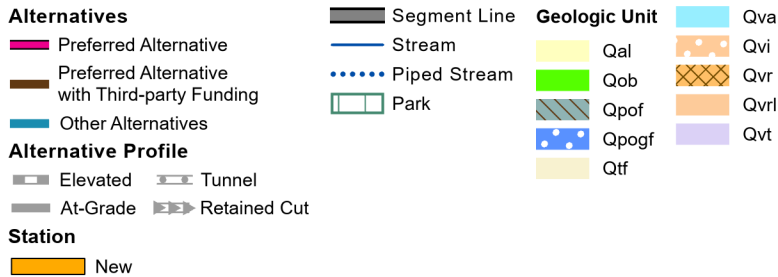 Alternatives
Preferred Alternative
Preferred Alternative
with Third-party Funding
Other Alternatives
Alternative Profile
Elevated
Tunnel
At-Grade
Retained Cut
Station
New
Segment Line
Stream
Piped Stream
Park
Geologic Unit
Qal
Qob
Qpof
Qpogf
Qtf
Qva
Qvi
Qvr
Qvrl
Qvt